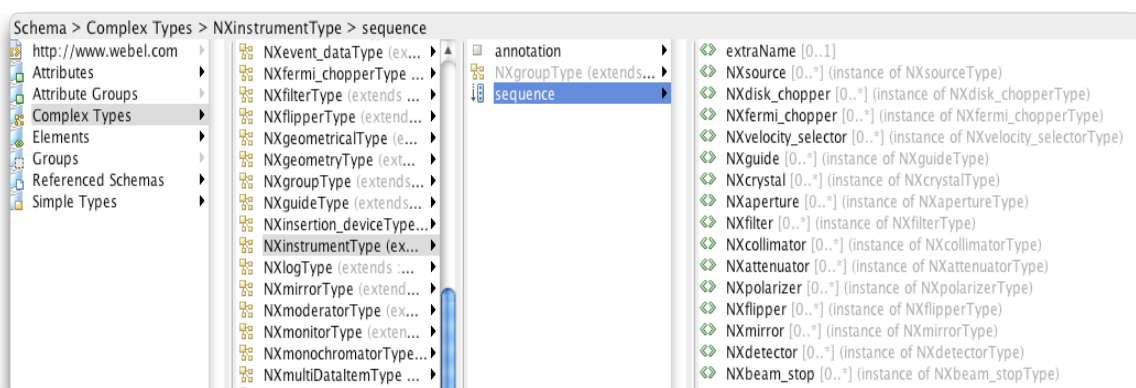 Schema > Complex Types > NXinstrumentType > sequence
http://www.webel.com
Attributes
Attribute Groups
Complex Types
Elements
Groups
Referenced Schemas
Simple Types
NXevent_dataType (ex...
NXfermi_chopperType ...
NXfilterType (extends ...
NXflipperType (extend...
NXgeometricalType (e...
NXgeometryType (ext...
NXgroupType (extends...
NXguideType (extends...
NXinsertion_deviceType...
NXinstrumentType (ex...
NXlogType (extends :...
NXmirrorType (extend...
NXmoderatorType (ex...
NXmonitorType (exten...
NXmonochromatorType...
NXmultiDataItemType ...
annotation
NXgroupType (extends...
sequence
extraName [0..1]
NXsource [0..*] (instance of NXsourceType)
NXdisk_chopper [0..*] (instance of NXdisk_chopperType)
NXfermi_chopper [0..*] (instance of NXfermi_chopperType)
NXvelocity_selector [0..*] (instance of NXvelocity_selectorType)
NXguide [0..*] (instance of NXguideType)
NXcrystal [0..*] (instance of NXcrystalType)
NXaperture [0..*] (instance of NXapertureType)
NXfilter [0..*] (instance of NXfilterType)
NXcollimator [0..*] (instance of NXcollimatorType)
NXattenuator [0..*] (instance of NXattenuatorType)
NXpolarizer [0..*] (instance of NXpolarizerType)
NXflipper [0..*] (instance of NXflipperType)
NXmirror [0..*] (instance of NXmirrorType)
NXdetector [0..*] (instance of NXdetectorType)
NXbeam_stop [0..*] (instance of NXbeam_stopType)